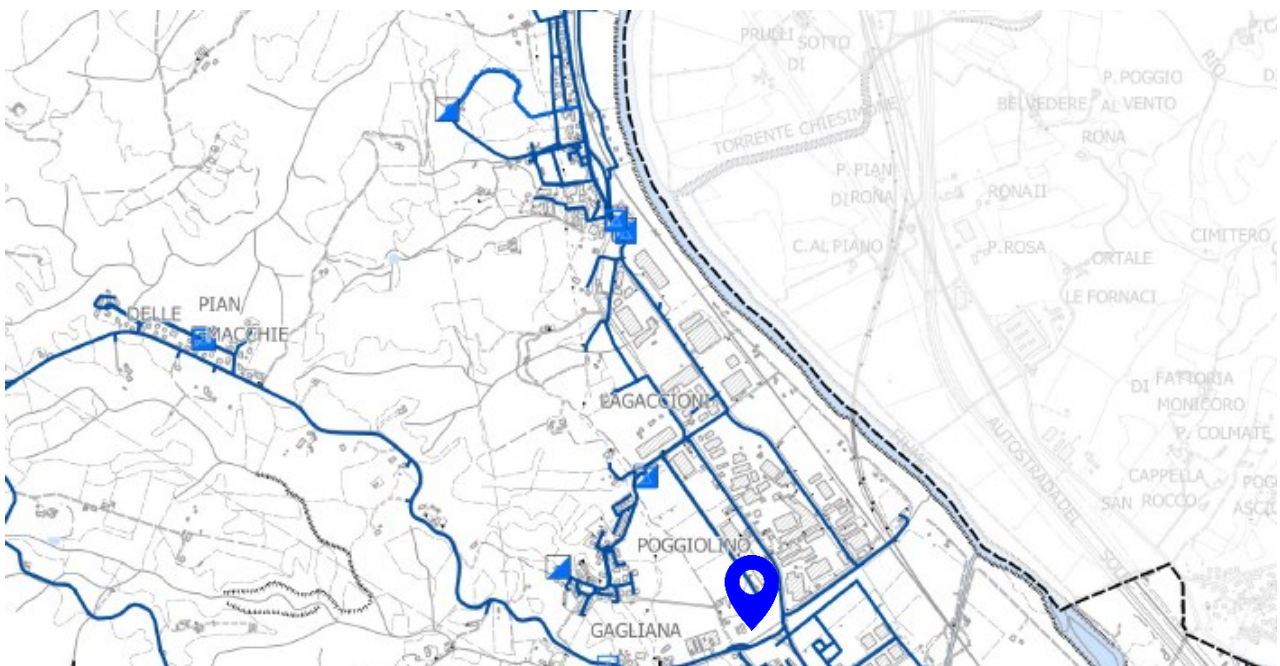 PRULLI SOTTO
DI
P. POGGIO
AL VENTO
BELVEDERE
RIO
TORRENTE CHIESIMONE
RONA
P. PIAN
DI RONA
RONA II
C. AL PIANO
P. ROSA
CIMITERO
ORTALE
LE FORNACI
PIAN
DELLE
MACCHIE
DI FATTORIA
MONICORO
LAGACCIONI
P. COLMATE
AUTOSTRADA DEL
SOLE
CAPPELLA
SAN ROCCO
POGGIOLINO
GAGLIANA